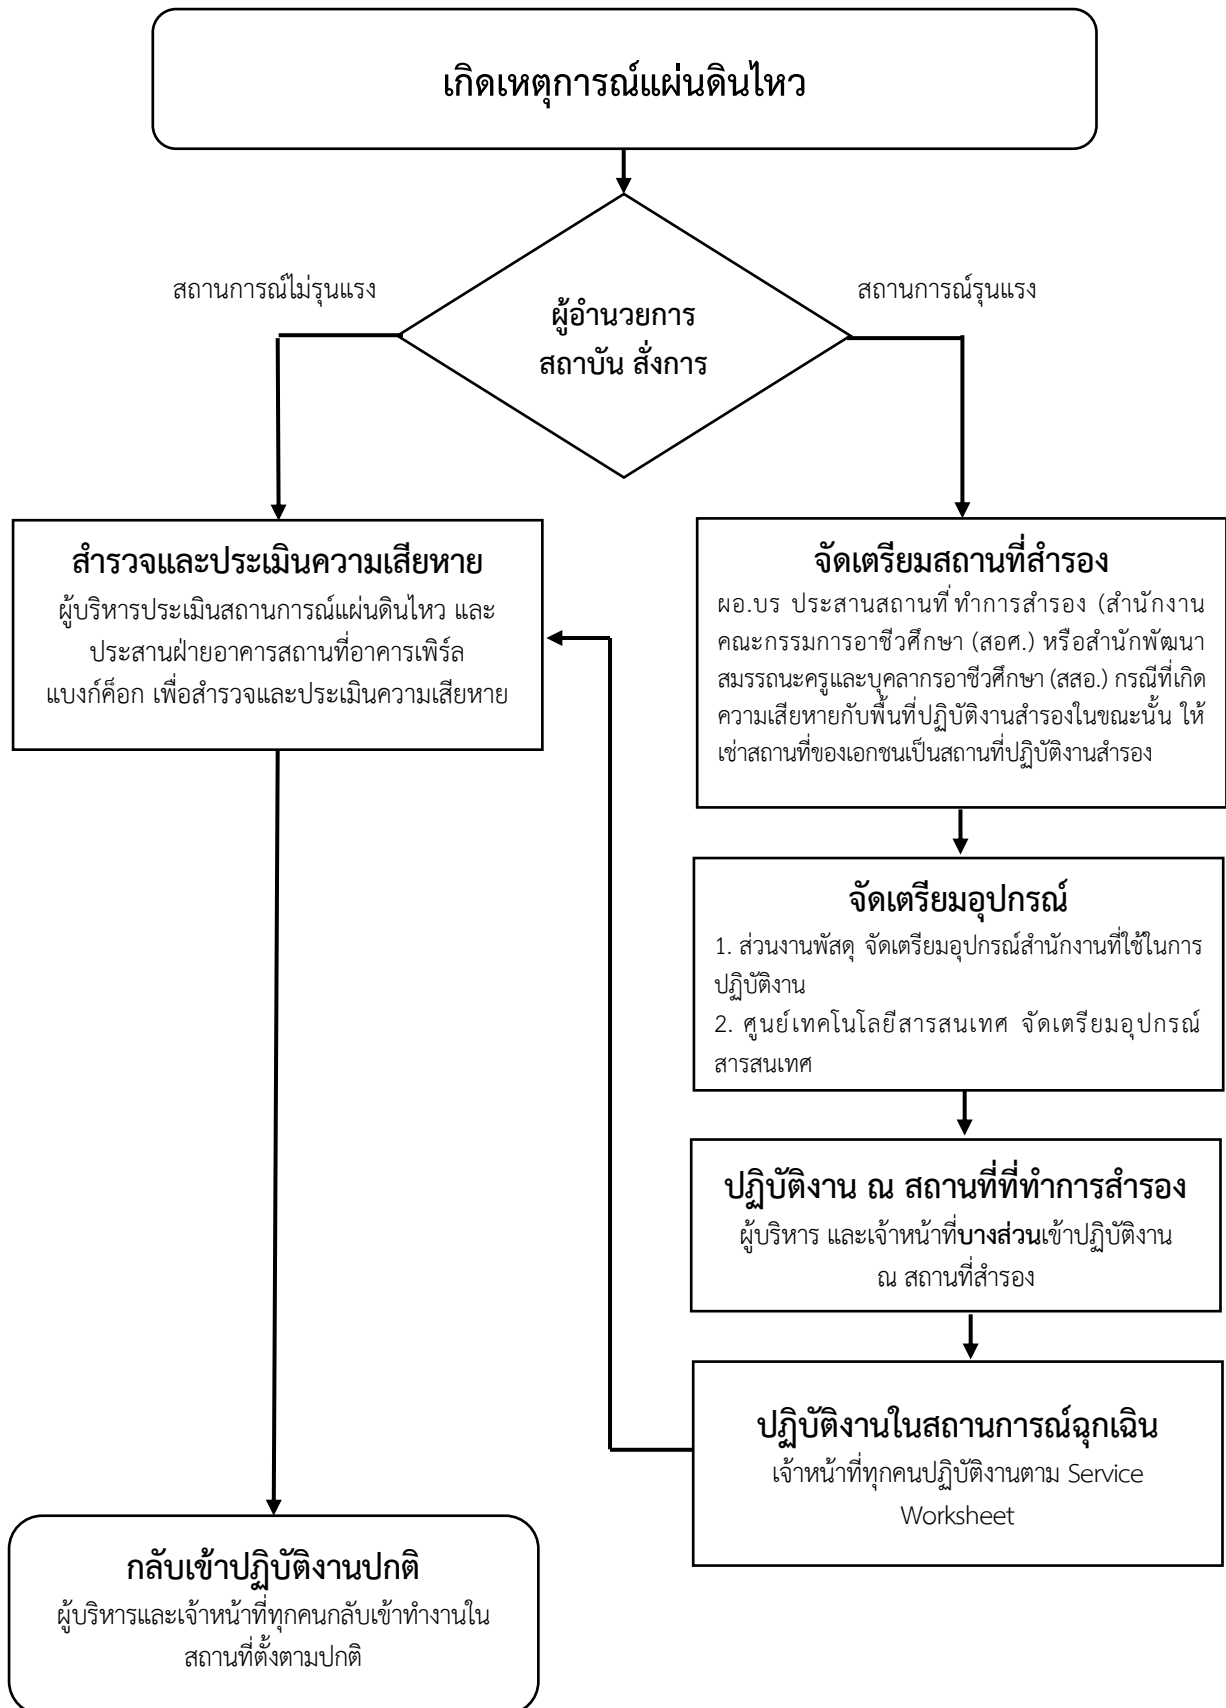 เกิดเหตุการณ์แผ่นดินไหว
สถานการณ์ไม่รุนแรง
สถานการณ์รุนแรง
ผู้อำนวยการ
สถาบัน สั่งการ
สำรวจและประเมินความเสียหาย
ผู้บริหารประเมินสถานการณ์แผ่นดินไหว และ
ประสานฝ่ายอาคารสถานที่อาคารเพิร์ล
แบงก์ค็อก เพื่อสำรวจและประเมินความเสียหาย
จัดเตรียมสถานที่สำรอง
ผอ.บร ประสานสถานที่ทำการสำรอง (สำนักงาน
คณะกรรมการอาชีวศึกษา (สอศ.) หรือสำนักพัฒนา
สมรรถนะครูและบุคลากรอาชีวศึกษา (สสอ.) กรณีที่เกิด
ความเสียหายกับพื้นที่ปฏิบัติงานสำรองในขณะนั้น ให้
เช่าสถานที่ของเอกชนเป็นสถานที่ปฏิบัติงานสำรอง
จัดเตรียมอุปกรณ์
1. ส่วนงานพัสดุ จัดเตรียมอุปกรณ์สำนักงานที่ใช้ในการ
ปฏิบัติงาน
2. ศูนย์เทคโนโลยีสารสนเทศ จัดเตรียมอุปกรณ์
สารสนเทศ
ปฏิบัติงาน ณ สถานที่ที่ทำการสำรอง
ผู้บริหาร และเจ้าหน้าที่บางส่วนเข้าปฏิบัติงาน
ณ สถานที่สำรอง
ปฏิบัติงานในสถานการณ์ฉุกเฉิน
เจ้าหน้าที่ทุกคนปฏิบัติงานตาม Service
Worksheet
กลับเข้าปฏิบัติงานปกติ
ผู้บริหารและเจ้าหน้าที่ทุกคนกลับเข้าทำงานใน
สถานที่ตั้งตามปกติ